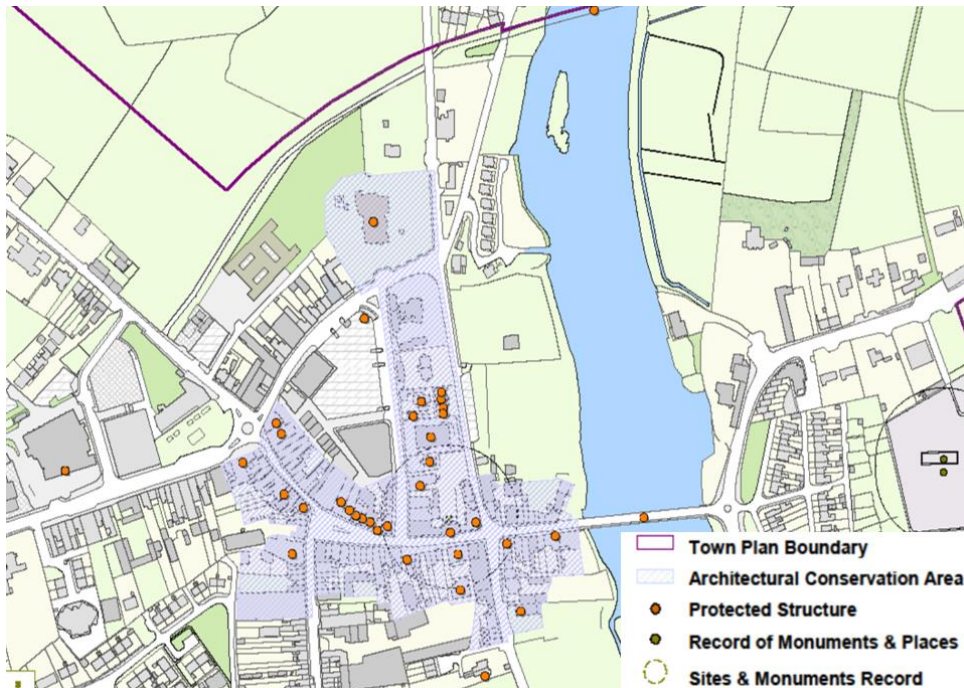 Town Plan Boundary
Architectural Conservation Area
Protected Structure
Record of Monuments & Places
Sites & Monuments Record